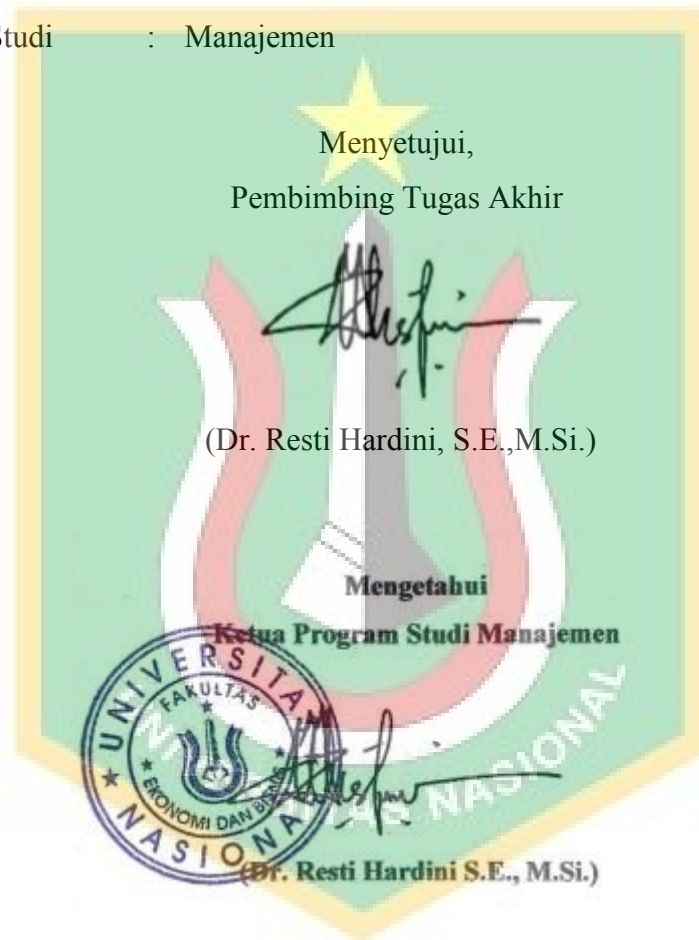 Studi : Manajemen
Menyetujui,
Pembimbing Tugas Akhir
(Dr. Resti Hardini, S.E.,M.Si.)
Mengetahui
Ketua Program Studi Manajemen
UNIVERSITAS NASIONAL
FAKULTAS
EKONOMI DAN BISNIS
UNIVERSITAS NASIONAL
(Dr. Resti Hardini S.E., M.Si.)